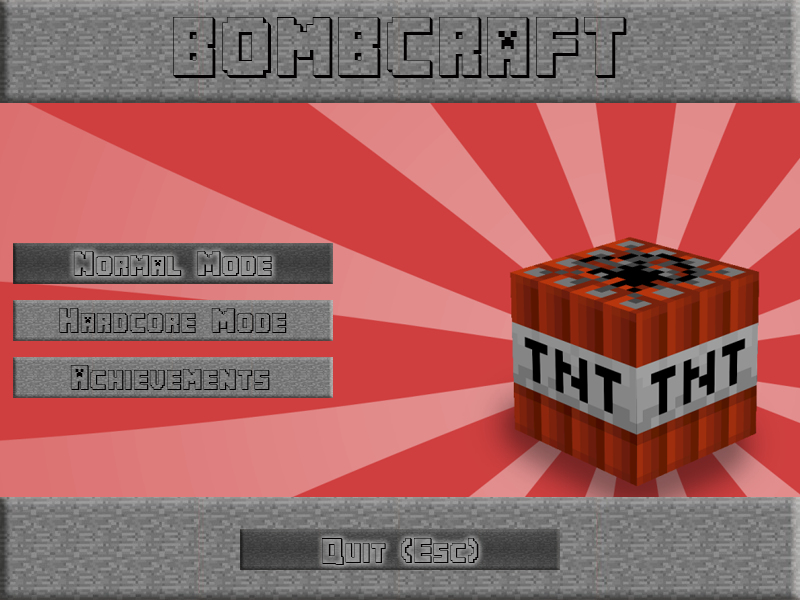 BOMBCRAFT
Normal Mode
Hardcore Mode
Achievements
TNT TNT
Quit (Esc)